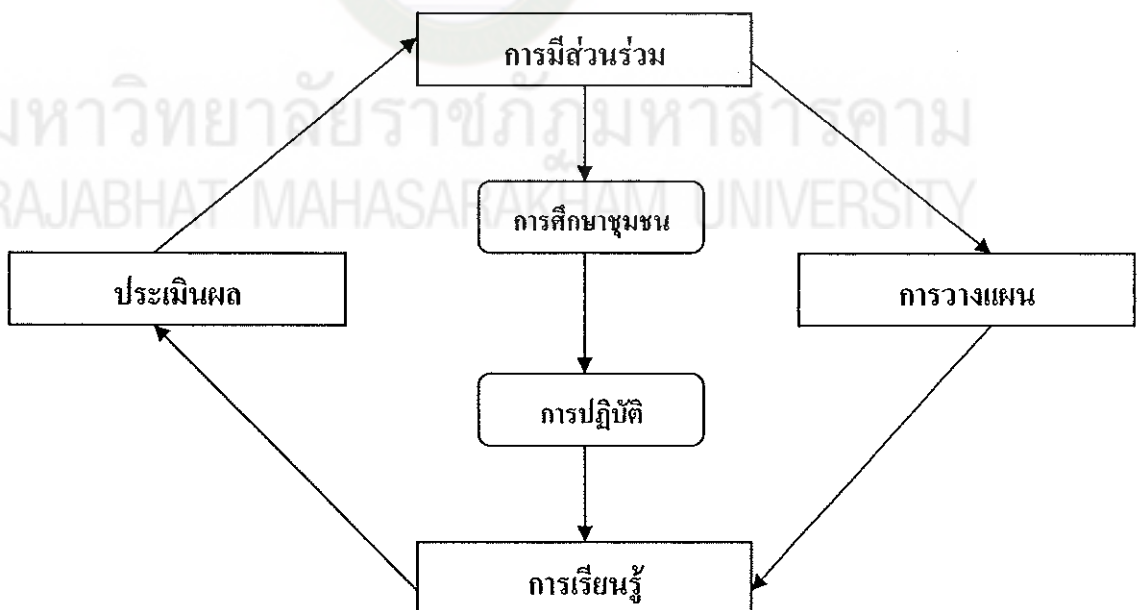 การมีส่วนร่วม
มหาวิทยาลัยราชภัฏมหาสารคาม
RAJABHAT MAHASARAKHAM UNIVERSITY
การศึกษาชุมชน
ประเมินผล
การวางแผน
การปฏิบัติ
การเรียนรู้